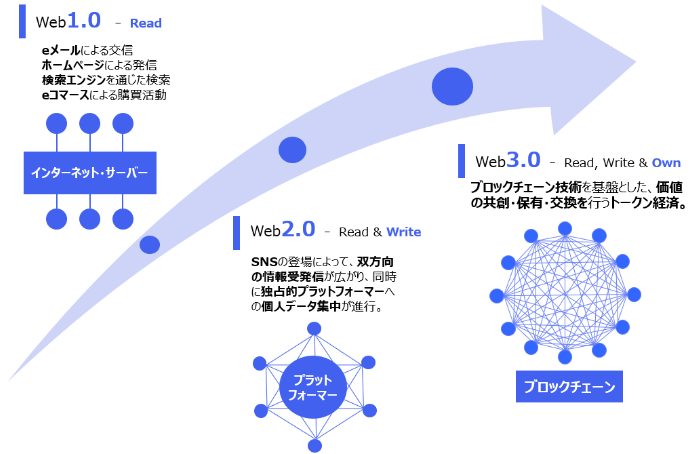 Web1.0 - Read
eメールによる交信
ホームページによる発信
検索エンジンを通じた検索
eコマースによる購買活動
インターネット・サーバー
Web2.0 - Read & Write
SNSの登場によって、双方向
の情報受発信が広がり、同時
に独占的プラットフォーマーへ
の個人データ集中が進行。
プラット
フォーマー
Web3.0 - Read, Write & Own
ブロックチェーン技術を基盤とした、価値
の共創・保有・交換を行うトークン経済。
ブロックチェーン